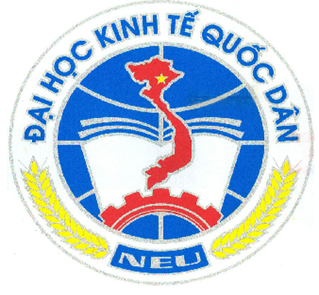 ĐẠI HỌC KINH TẾ QUỐC DÂN
NEU